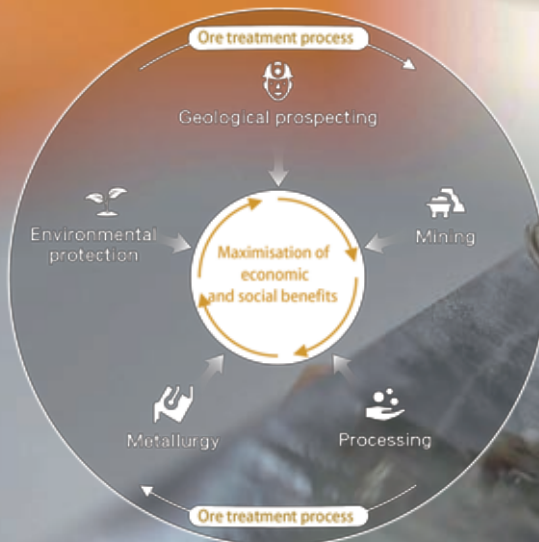 Ore treatment process
Geological prospecting
Environmental
protection
Mining
Maximisation of
economic
and social benefits
Metallurgy
Processing
Ore treatment process